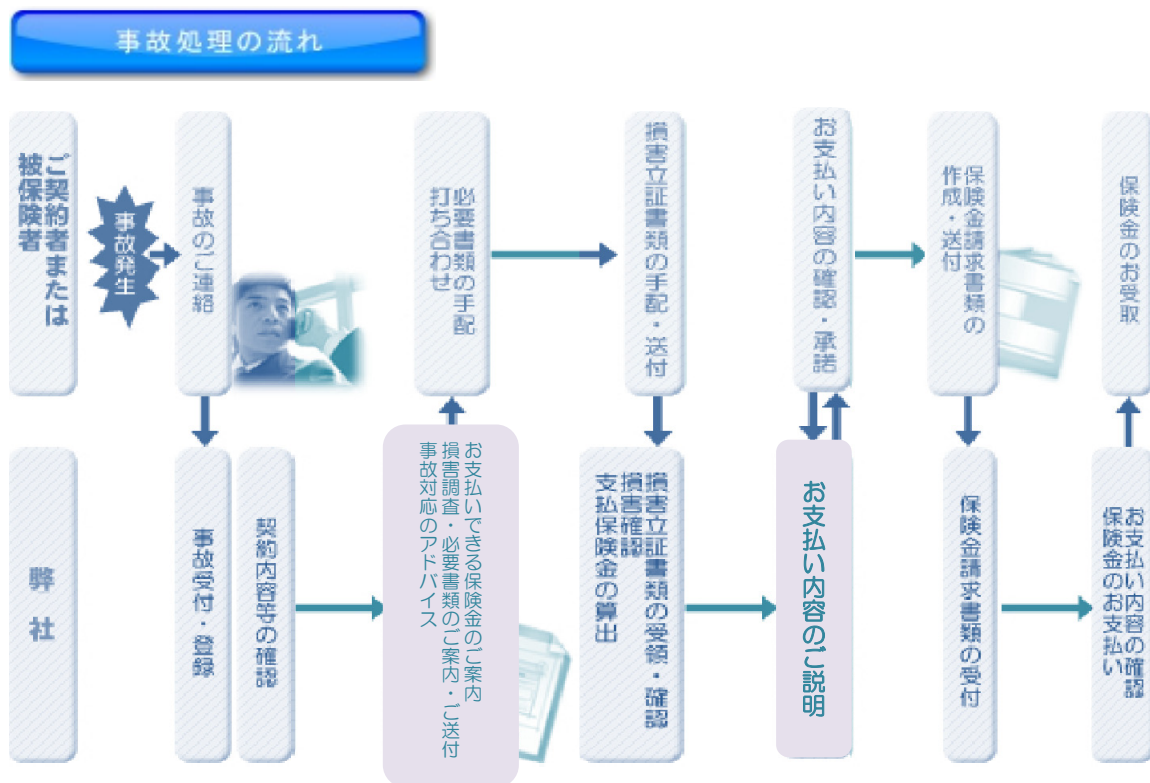 事故処理の流れ
ご契約者または
被保険者
事故発生
事故のご連絡
必要書類の手配
打ち合わせ
損害立証書類の手配・送付
お支払い内容の確認・承諾
保険金請求書類の
作成・送付
保険金のお受取
弊社
事故受付・登録
契約内容等の確認
お支払いできる保険金のご案内
損害調査・必要書類のご案内・ご送付
事故対応のアドバイス
損害立証書類の受領・確認
損害確認
支払保険金の算出
お支払い内容のご説明
保険金請求書類の受付
お支払い内容の確認
保険金のお支払い